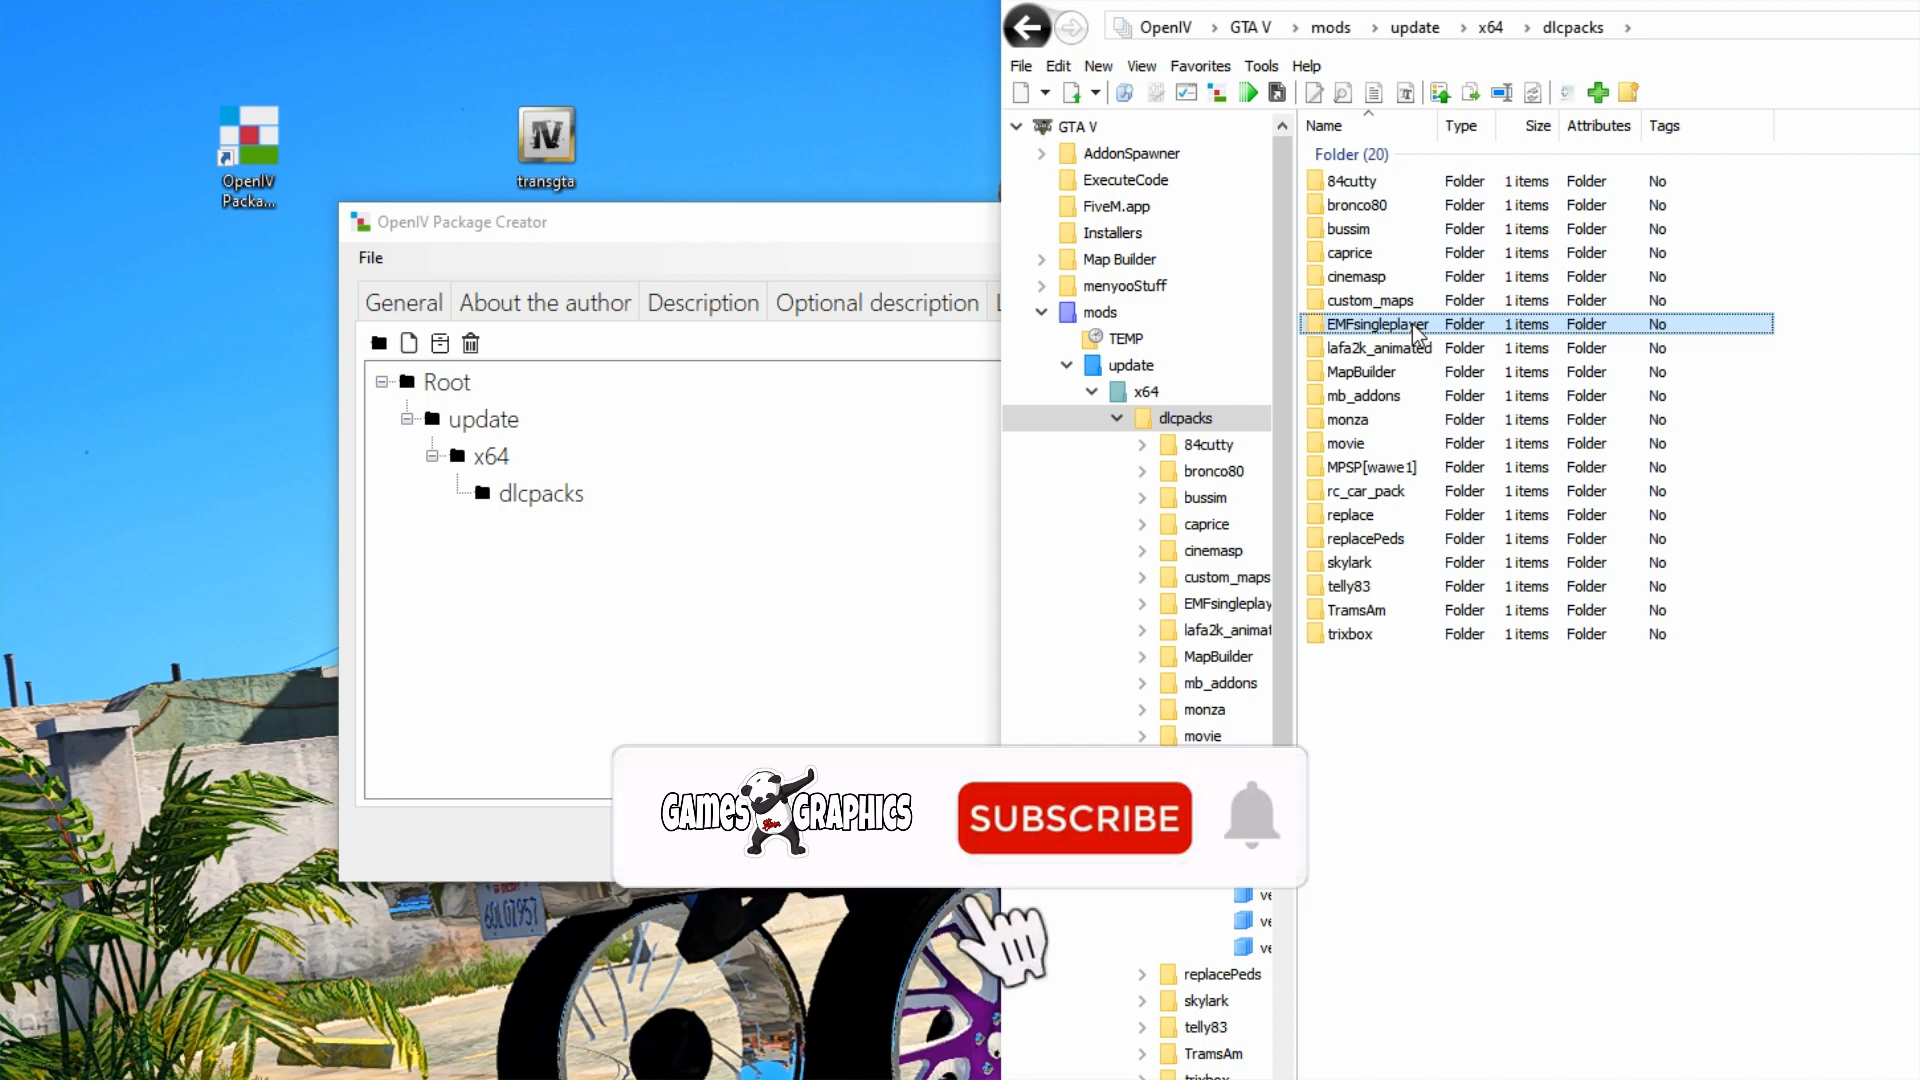 OpenIV
Packa...
transgta
OpenIV Package Creator
File
General
About the author
Description
Optional description
Root
update
x64
dlcpacks
OpenIV
GTA V
mods
update
x64
dlcpacks
File
Edit
New
View
Favorites
Tools
Help
GTA V
AddonSpawner
ExecuteCode
FiveM.app
Installers
Map Builder
menyooStuff
mods
TEMP
update
x64
dlcpacks
84cutty
bronco80
bussim
caprice
cinemasp
custom_maps
EMFsingleplay
lafa2k_animat
MapBuilder
mb_addons
monza
movie
ve
ve
ve
replacePeds
skylark
telly83
TramsAm
trixbox
Name Type Size Attributes Tags
Folder (20)
84cutty Folder 1 items Folder No
bronco80 Folder 1 items Folder No
bussim Folder 1 items Folder No
caprice Folder 1 items Folder No
cinemasp Folder 1 items Folder No
custom_maps Folder 1 items Folder No
EMFsingleplayer Folder 1 items Folder No
lafa2k_animated Folder 1 items Folder No
MapBuilder Folder 1 items Folder No
mb_addons Folder 1 items Folder No
monza Folder 1 items Folder No
movie Folder 1 items Folder No
MPSP[wawe1] Folder 1 items Folder No
rc_car_pack Folder 1 items Folder No
replace Folder 1 items Folder No
replacePeds Folder 1 items Folder No
skylark Folder 1 items Folder No
telly83 Folder 1 items Folder No
TramsAm Folder 1 items Folder No
trixbox Folder 1 items Folder No
GAMES GRAPHICS
SUBSCRIBE
60LG7957